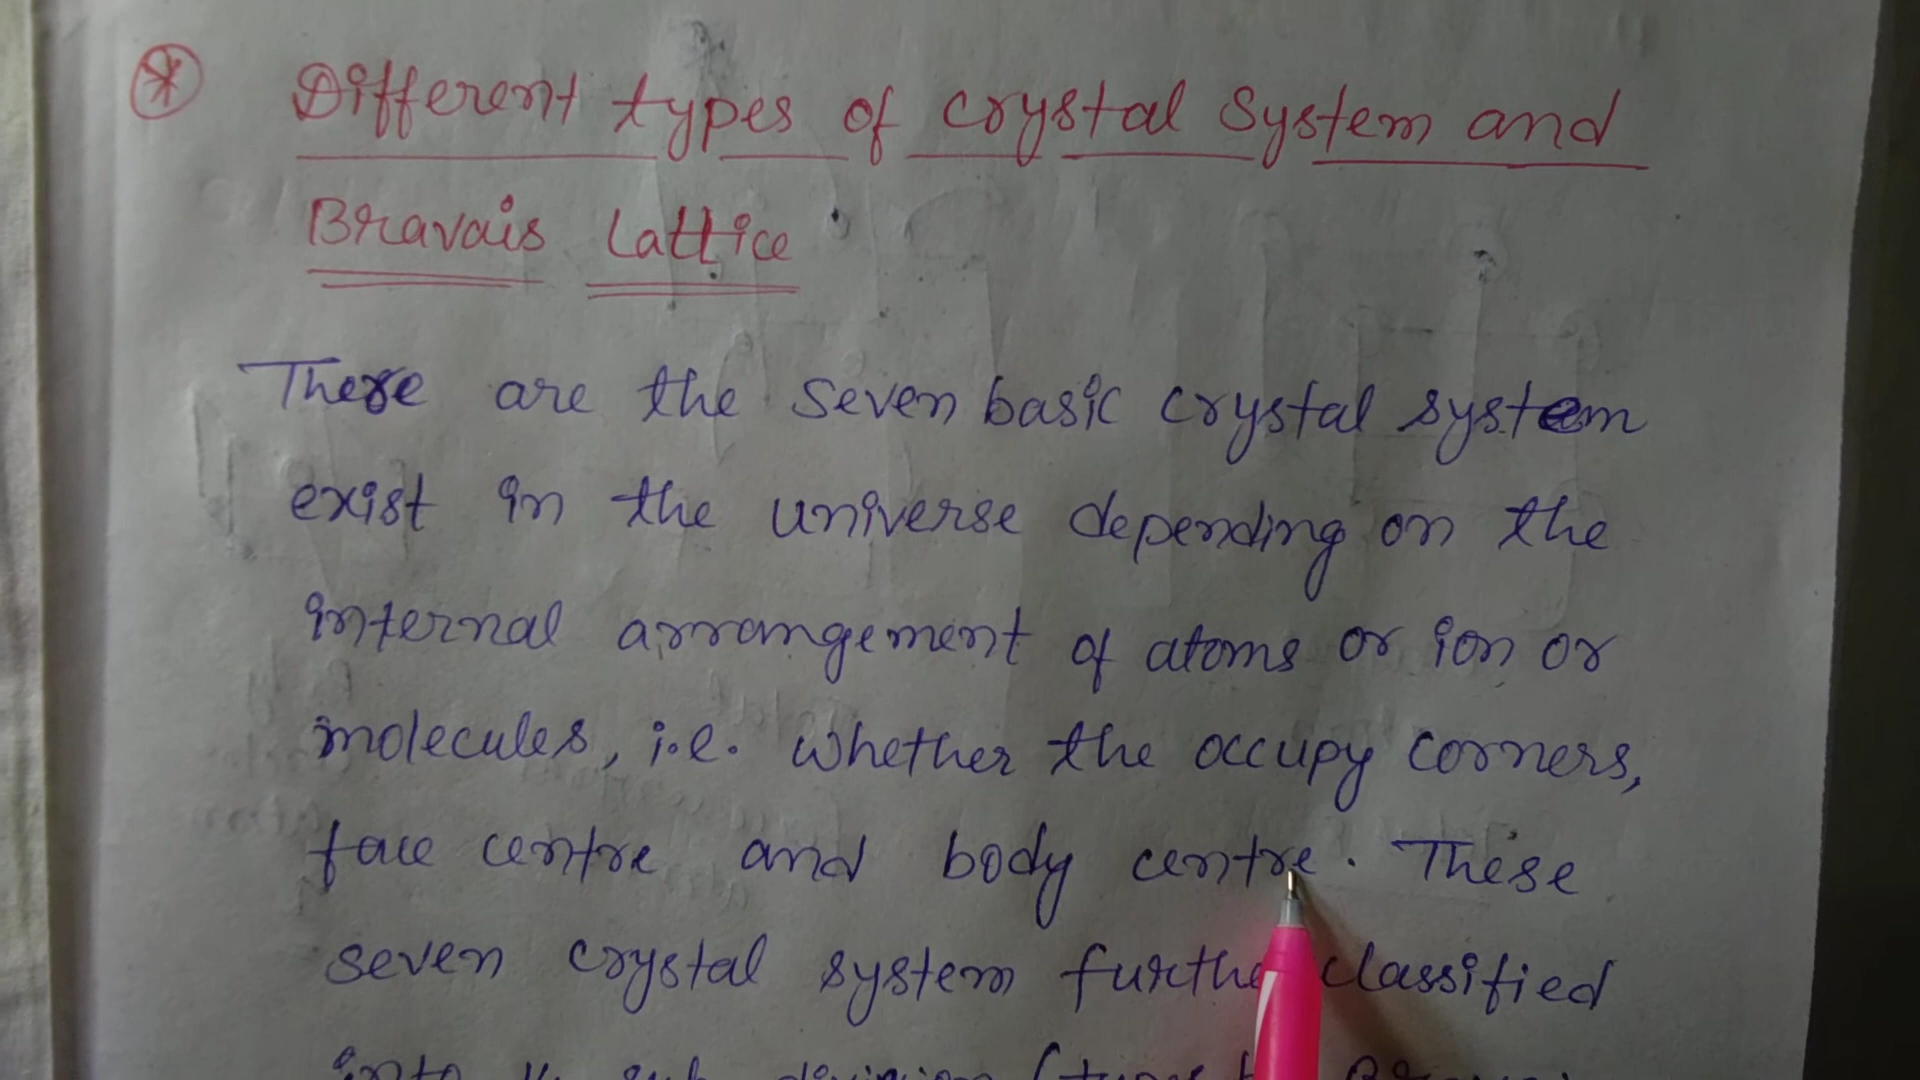 Different types of crystal System and
Bravais Lattice
There are the seven basic crystal system
exist in the universe depending on the
internal arrangement of atoms or ion or
molecules, i.e. whether the occupy corners,
face centre and body centre. These
seven crystal system furthe classified
into